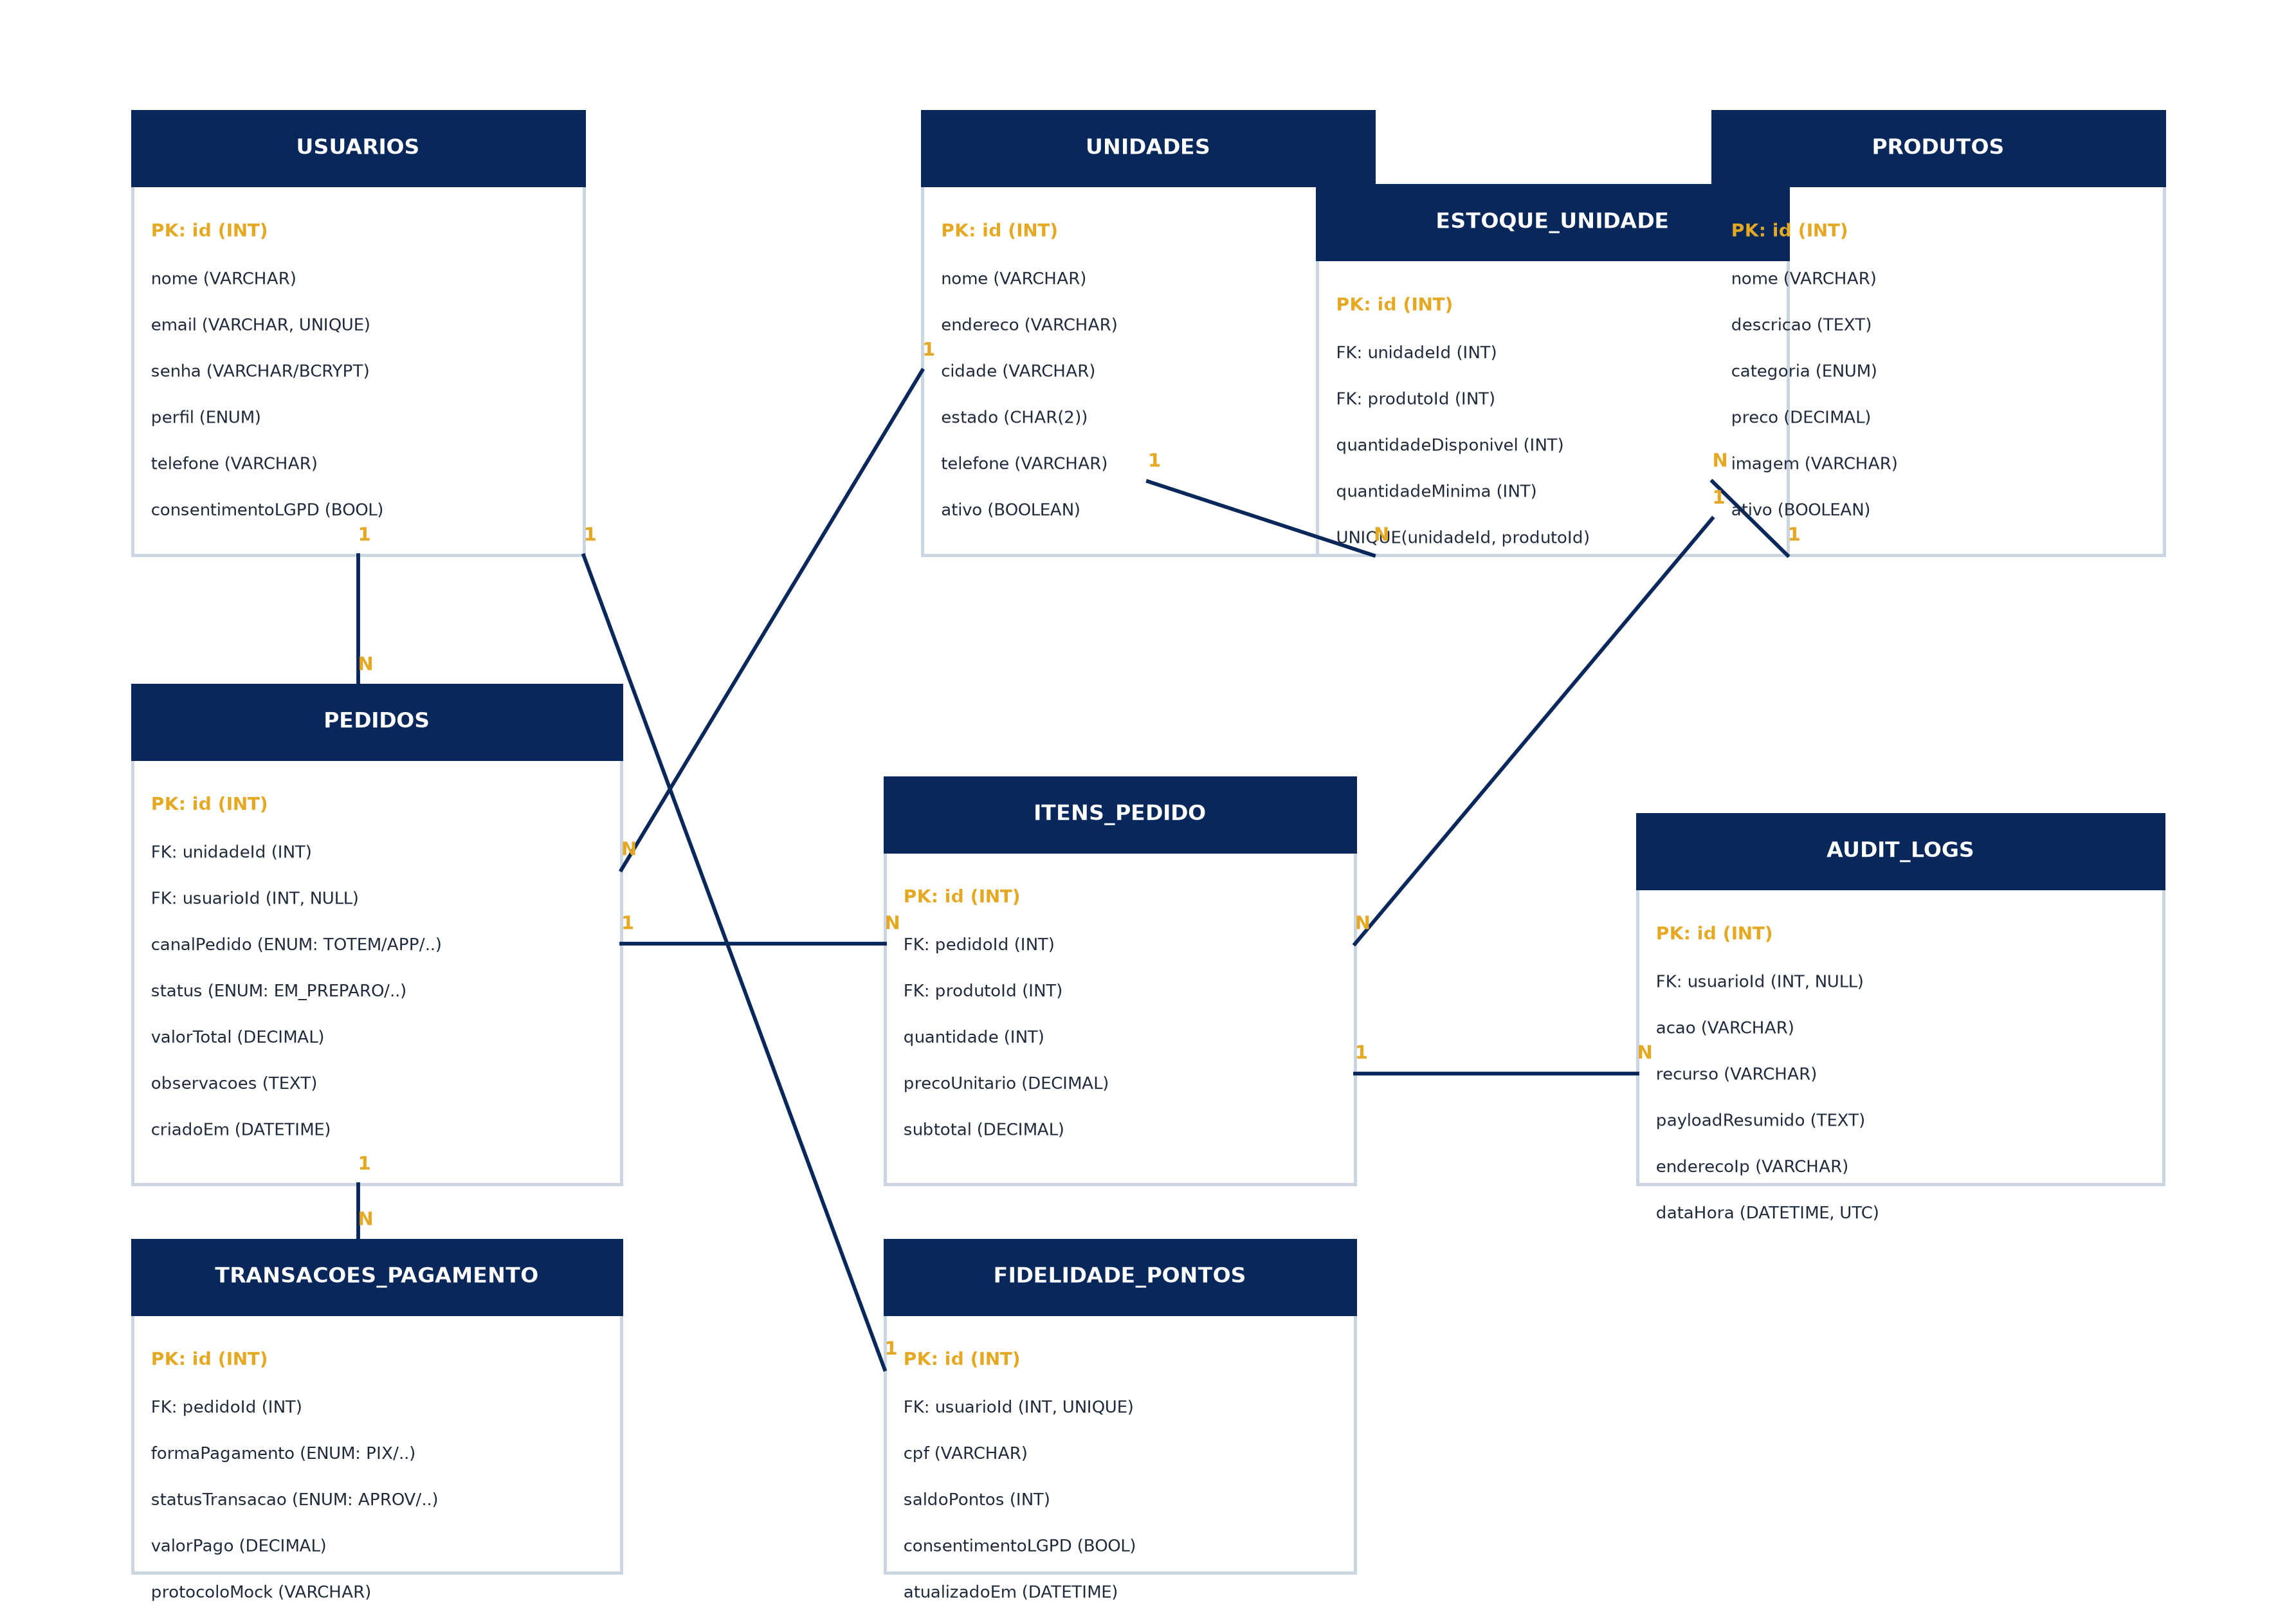 USUARIOS
PK: id (INT)
nome (VARCHAR)
email (VARCHAR, UNIQUE)
senha (VARCHAR/BCRYPT)
perfil (ENUM)
telefone (VARCHAR)
consentimentoLGPD (BOOL)
1
1
UNIDADES
PK: id (INT)
nome (VARCHAR)
endereco (VARCHAR)
1
cidade (VARCHAR)
estado (CHAR(2))
telefone (VARCHAR)
1
ativo (BOOLEAN)
ESTOQUE_UNIDADE
PK: id (INT)
FK: unidadeId (INT)
FK: produtoId (INT)
quantidadeDisponivel (INT)
quantidadeMinima (INT)
UNIQUE(unidadeId, produtoId)
N
PRODUTOS
PK: id (INT)
nome (VARCHAR)
descricao (TEXT)
categoria (ENUM)
preco (DECIMAL)
N
imagem (VARCHAR)
1
ativo (BOOLEAN)
1
N
PEDIDOS
PK: id (INT)
FK: unidadeId (INT)
N
FK: usuarioId (INT, NULL)
1
canalPedido (ENUM: TOTEM/APP/..)
status (ENUM: EM_PREPARO/..)
valorTotal (DECIMAL)
observacoes (TEXT)
criadoEm (DATETIME)
1
ITENS_PEDIDO
PK: id (INT)
N
N
FK: pedidoId (INT)
FK: produtoId (INT)
quantidade (INT)
1
precoUnitario (DECIMAL)
subtotal (DECIMAL)
AUDIT_LOGS
PK: id (INT)
FK: usuarioId (INT, NULL)
acao (VARCHAR)
N
recurso (VARCHAR)
payloadResumido (TEXT)
enderecoIp (VARCHAR)
dataHora (DATETIME, UTC)
N
TRANSACOES_PAGAMENTO
PK: id (INT)
FK: pedidoId (INT)
formaPagamento (ENUM: PIX/..)
statusTransacao (ENUM: APROV/..)
valorPago (DECIMAL)
protocoloMock (VARCHAR)
FIDELIDADE_PONTOS
1
PK: id (INT)
FK: usuarioId (INT, UNIQUE)
cpf (VARCHAR)
saldoPontos (INT)
consentimentoLGPD (BOOL)
atualizadoEm (DATETIME)